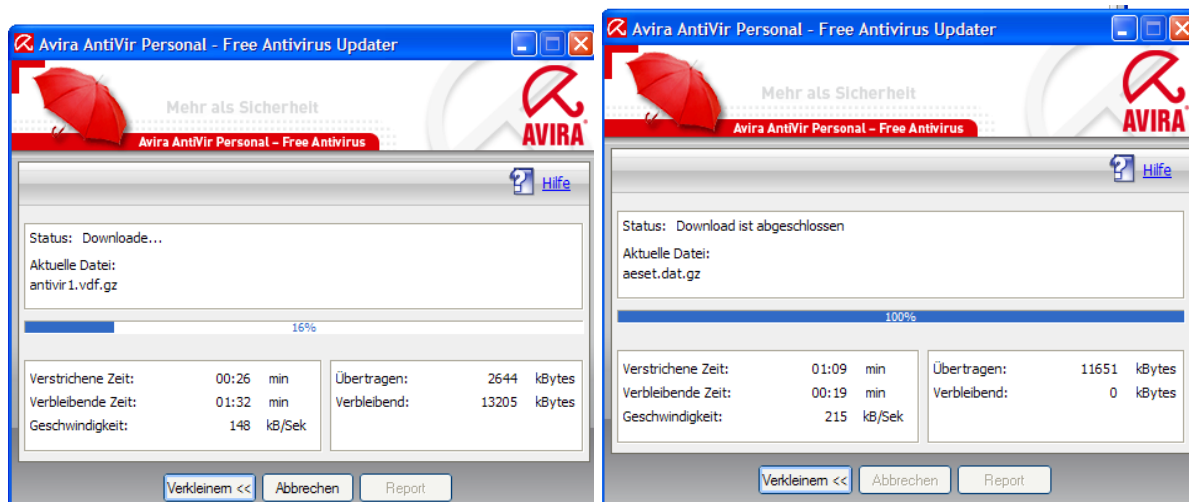 Avira AntiVir Personal - Free Antivirus Updater
Mehr als Sicherheit
AVIRA
Avira AntiVir Personal – Free Antivirus
Hilfe
Status: Downloade...
Aktuelle Datei:
antivir1.vdf.gz
16%
Verstrichene Zeit: 00:26 min
Verbleibende Zeit: 01:32 min
Geschwindigkeit: 148 kB/Sek
Übertragen: 2644 kBytes
Verbleibend: 13205 kBytes
Verkleinern << Abbrechen Report
Avira AntiVir Personal - Free Antivirus Updater
Mehr als Sicherheit
AVIRA
Avira AntiVir Personal – Free Antivirus
Hilfe
Status: Download ist abgeschlossen
Aktuelle Datei:
aeset.dat.gz
100%
Verstrichene Zeit: 01:09 min
Verbleibende Zeit: 00:19 min
Geschwindigkeit: 215 kB/Sek
Übertragen: 11651 kBytes
Verbleibend: 0 kBytes
Verkleinern << Abbrechen Report